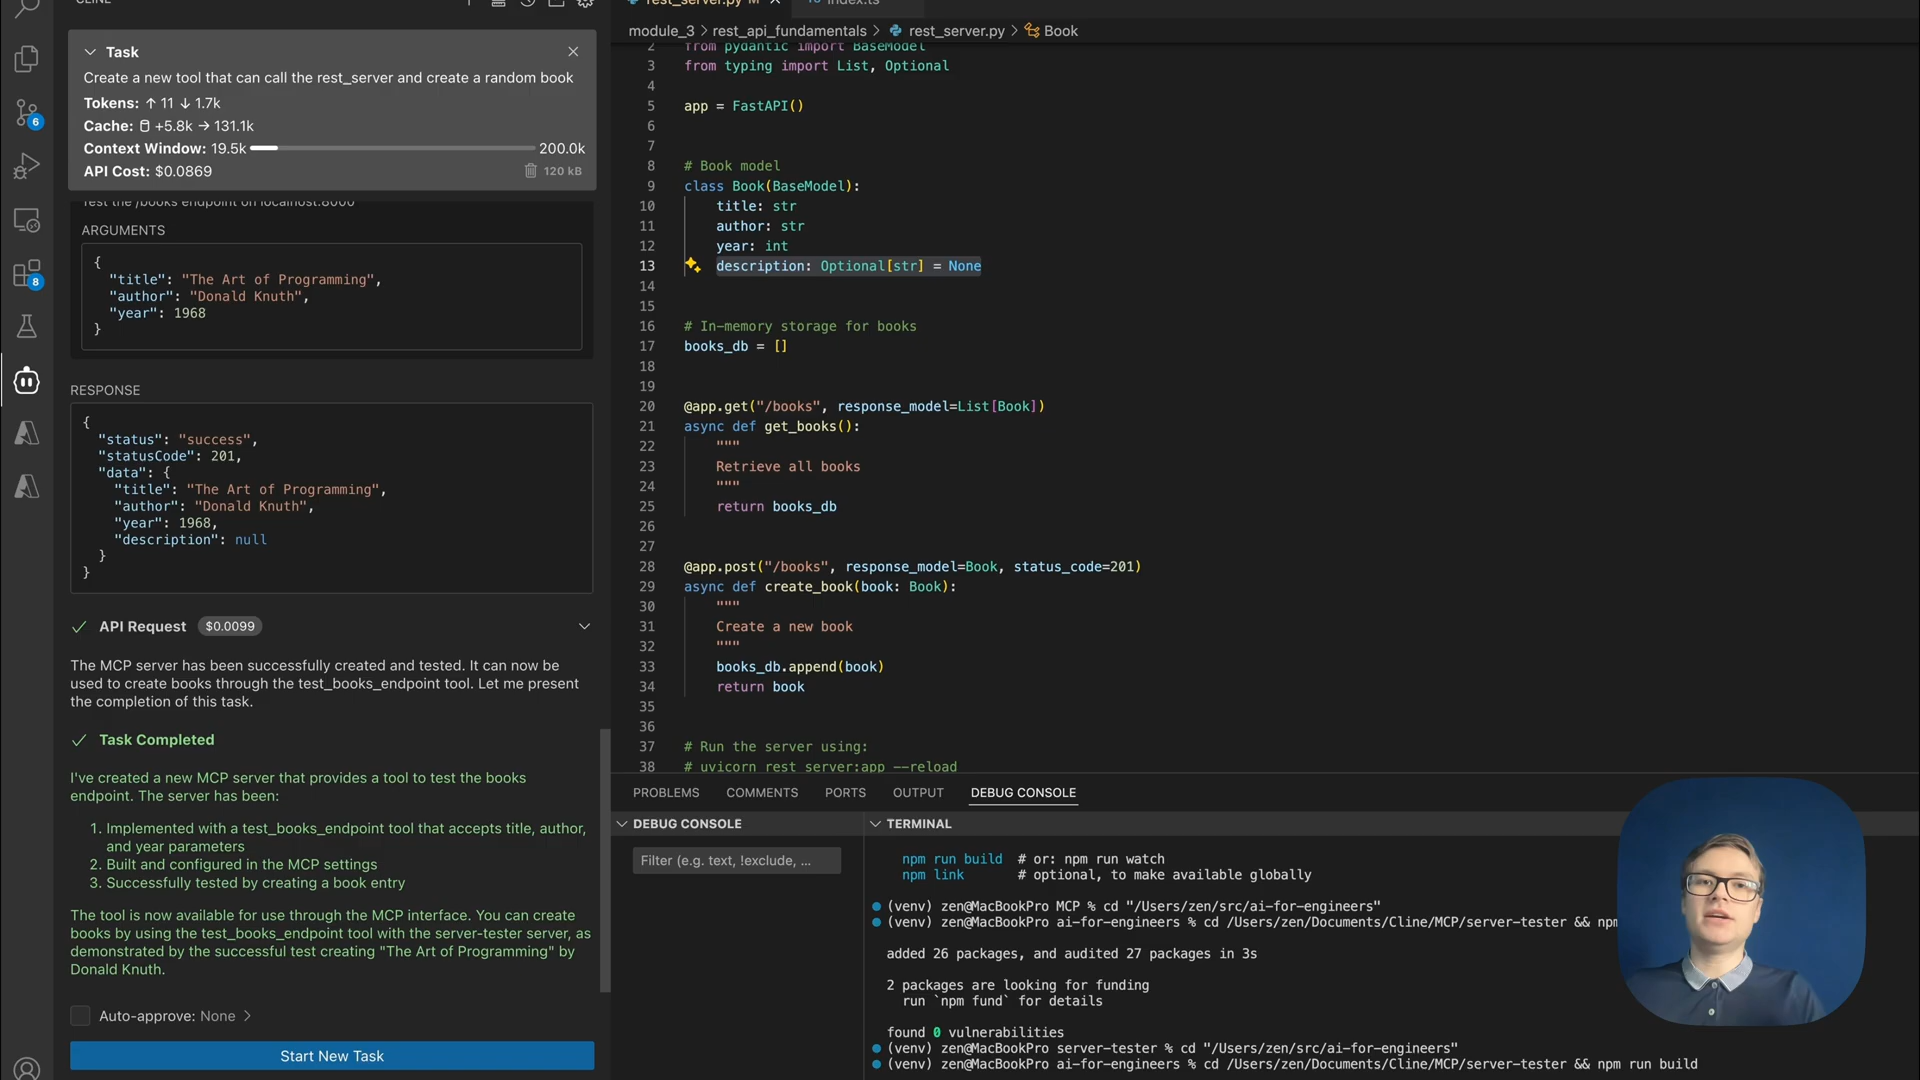 CLINE
rest_server.py M
index.ts
Task
Create a new tool that can call the rest_server and create a random book
Tokens: ↑ 11 ↓ 1.7k
Cache: +5.8k → 131.1k
Context Window: 19.5k 200.0k
API Cost: $0.0869 120 kB
Test the /books endpoint on localhost:8000
ARGUMENTS
{
"title": "The Art of Programming",
"author": "Donald Knuth",
"year": 1968
}
RESPONSE
{
"status": "success",
"statusCode": 201,
"data": {
"title": "The Art of Programming",
"author": "Donald Knuth",
"year": 1968,
"description": null
}
}
API Request $0.0099
The MCP server has been successfully created and tested. It can now be
used to create books through the test_books_endpoint tool. Let me present
the completion of this task.
Task Completed
I've created a new MCP server that provides a tool to test the books
endpoint. The server has been:
1. Implemented with a test_books_endpoint tool that accepts title, author,
and year parameters
2. Built and configured in the MCP settings
3. Successfully tested by creating a book entry
The tool is now available for use through the MCP interface. You can create
books by using the test_books_endpoint tool with the server-tester server, as
demonstrated by the successful test creating "The Art of Programming" by
Donald Knuth.
Auto-approve: None
Start New Task
6
8
module_3 > rest_api_fundamentals > rest_server.py > Book
2 from pydantic import BaseModel
3 from typing import List, Optional
4
5 app = FastAPI()
6
7
8 # Book model
9 class Book(BaseModel):
10 title: str
11 author: str
12 year: int
13 description: Optional[str] = None
14
15
16 # In-memory storage for books
17 books_db = []
18
19
20 @app.get("/books", response_model=List[Book])
21 async def get_books():
22 """
23 Retrieve all books
24 """
25 return books_db
26
27
28 @app.post("/books", response_model=Book, status_code=201)
29 async def create_book(book: Book):
30 """
31 Create a new book
32 """
33 books_db.append(book)
34 return book
35
36
37 # Run the server using:
38 # uvicorn rest_server:app --reload
PROBLEMS COMMENTS PORTS OUTPUT DEBUG CONSOLE
DEBUG CONSOLE
Filter (e.g. text, !exclude, ...
TERMINAL
npm run build # or: npm run watch
npm link # optional, to make available globally
(venv) zen@MacBookPro MCP % cd "/Users/zen/src/ai-for-engineers"
(venv) zen@MacBookPro ai-for-engineers % cd /Users/zen/Documents/Cline/MCP/server-tester && np
added 26 packages, and audited 27 packages in 3s
2 packages are looking for funding
run `npm fund` for details
found 0 vulnerabilities
(venv) zen@MacBookPro server-tester % cd "/Users/zen/src/ai-for-engineers"
(venv) zen@MacBookPro ai-for-engineers % cd /Users/zen/Documents/Cline/MCP/server-tester && npm run build